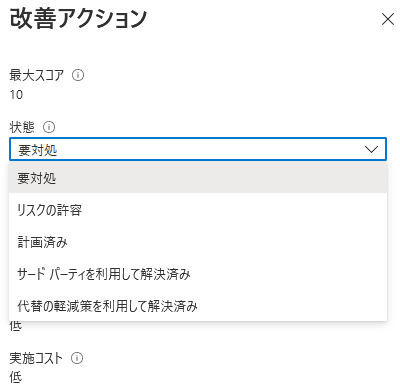 改善アクション
最大スコア
10
状態
要対処
要対処
リスクの許容
計画済み
サード パーティを利用して解決済み
代替の軽減策を利用して解決済み
低
実施コスト
低